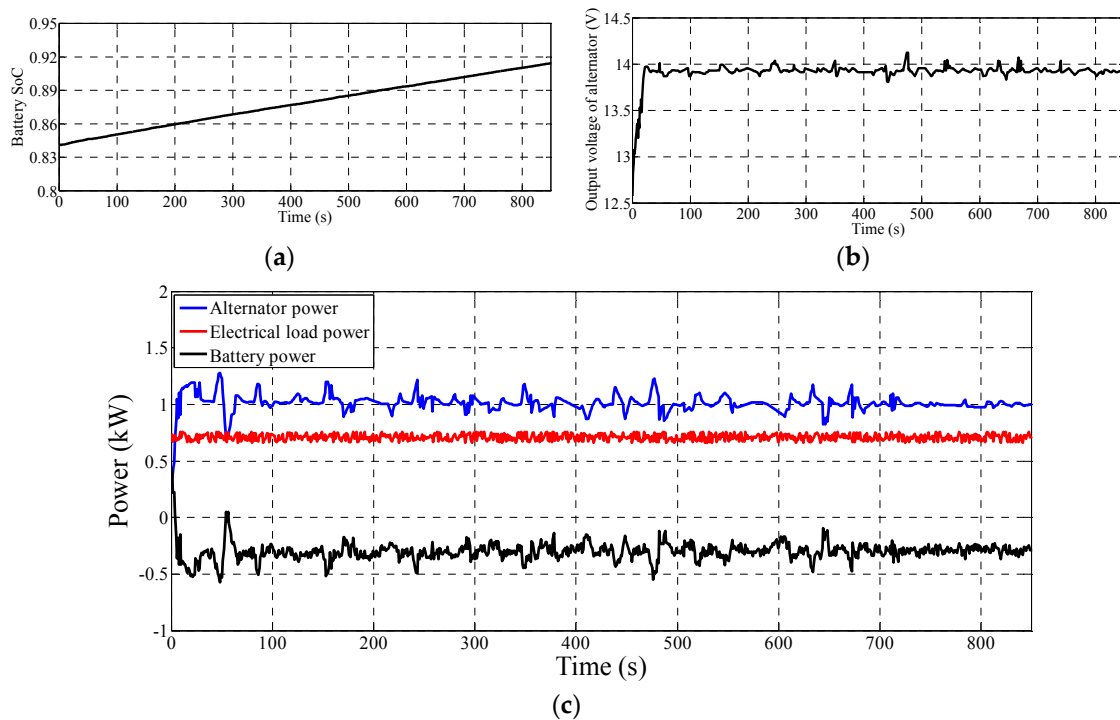 0.95
0.92
0.89
0.86
0.83
0.8
Battery SoC
0 100 200 300 400 500 600 700 800
Time (s)
(a)
14.5
14
13.5
13
12.5
Output voltage of alternator (V)
0 100 200 300 400 500 600 700 800
Time (s)
(b)
2
1.5
1
0.5
0
-0.5
-1
Power (kW)
Alternator power
Electrical load power
Battery power
0 100 200 300 400 500 600 700 800
Time (s)
(c)